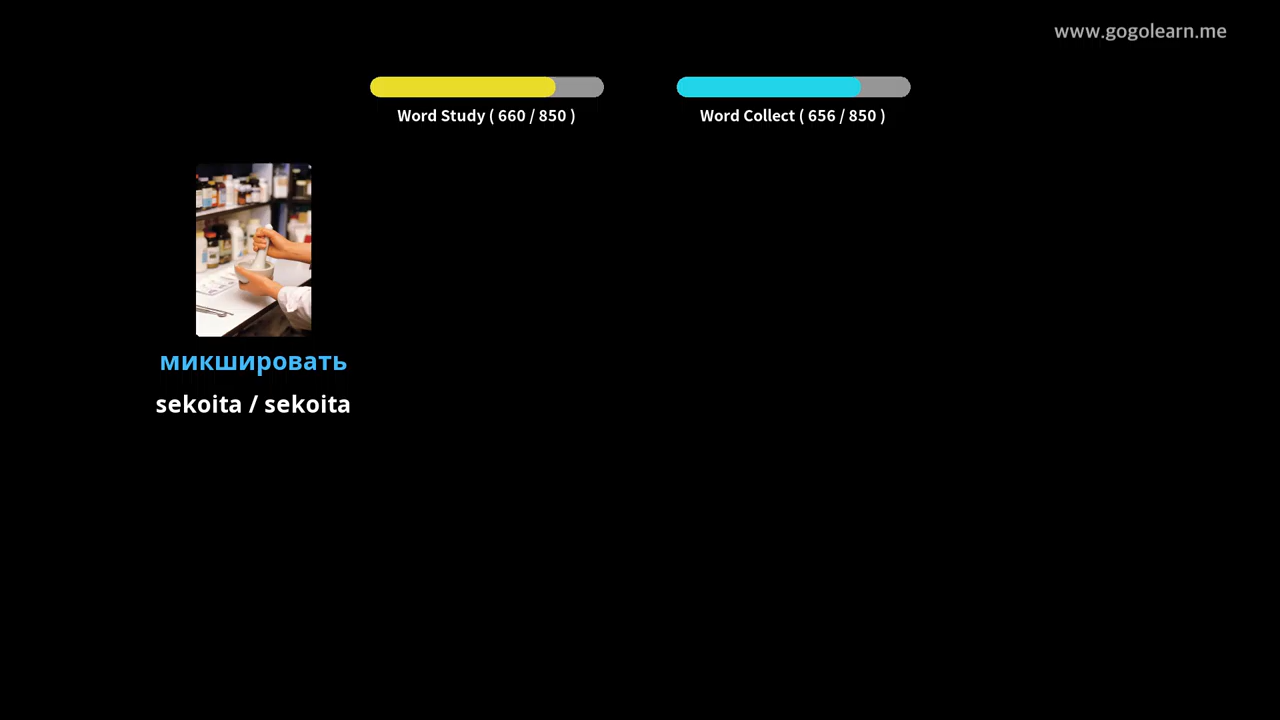 www.gogolearn.me
Word Study ( 660 / 850 )
Word Collect ( 656 / 850 )
микшировать
sekoita / sekoita